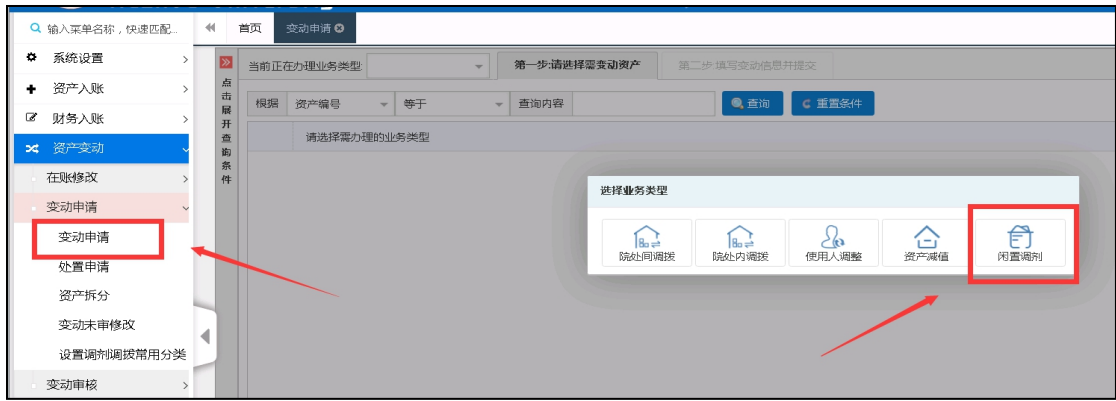 输入菜单名称，快速匹配...
首页
变动申请
系统设置
资产入账
财务入账
资产变动
在账修改
变动申请
变动申请
处置申请
资产拆分
变动未审修改
设置调剂调拨常用分类
变动审核
点击展开查询条件
当前正在办理业务类型:
第一步:请选择需变动资产
第二步:填写变动信息并提交
根据 资产编号 等于 查询内容 查询 重置条件
请选择需办理的业务类型
选择业务类型
院处间调拨 院处内调拨 使用人调整 资产减值 闲置调剂